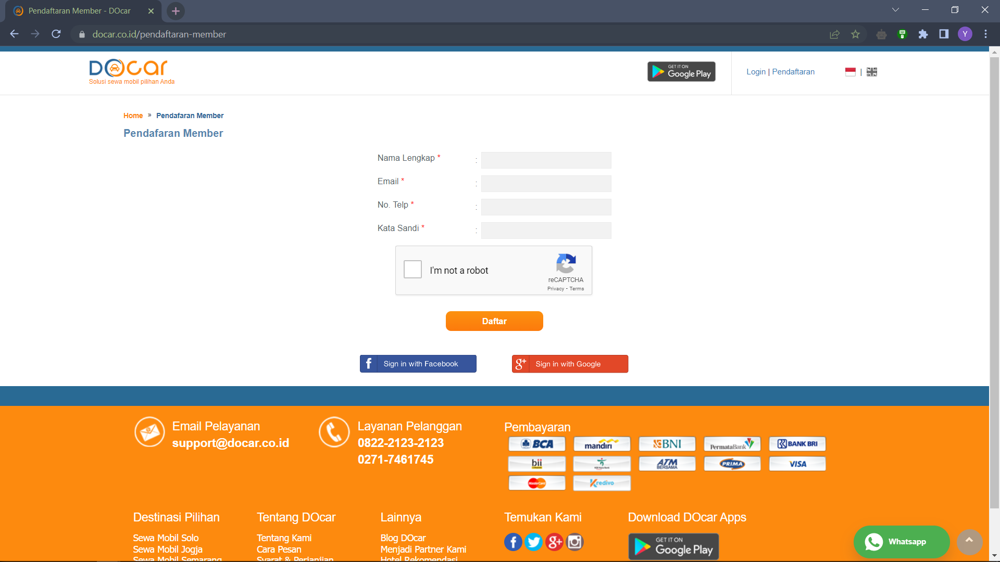 Pendaftaran Member - DOcar
docar.co.id/pendaftaran-member
Y
DOcar
Solusi sewa mobil pilihan Anda
GET IT ON
Google Play
Login | Pendaftaran
|
Home » Pendafaran Member
Pendafaran Member
Nama Lengkap * :
Email * :
No. Telp * :
Kata Sandi * :
I'm not a robot
reCAPTCHA
Privacy - Terms
Daftar
f Sign in with Facebook
g+ Sign in with Google
Email Pelayanan
support@docar.co.id
Layanan Pelanggan
0822-2123-2123
0271-7461745
Pembayaran
BCA
mandiri
BNI
PermataBank
BANK BRI
bii
ATM
BERSAMA
PRIMA
VISA
MasterCard
Kredivo
Destinasi Pilihan
Sewa Mobil Solo
Sewa Mobil Jogja
Sewa Mobil Semarang
Tentang DOcar
Tentang Kami
Cara Pesan
Syarat & Perjanjian
Lainnya
Blog DOcar
Menjadi Partner Kami
Hotel Rekomendasi
Temukan Kami
f g+
Download DOcar Apps
GET IT ON
Google Play
Whatsapp